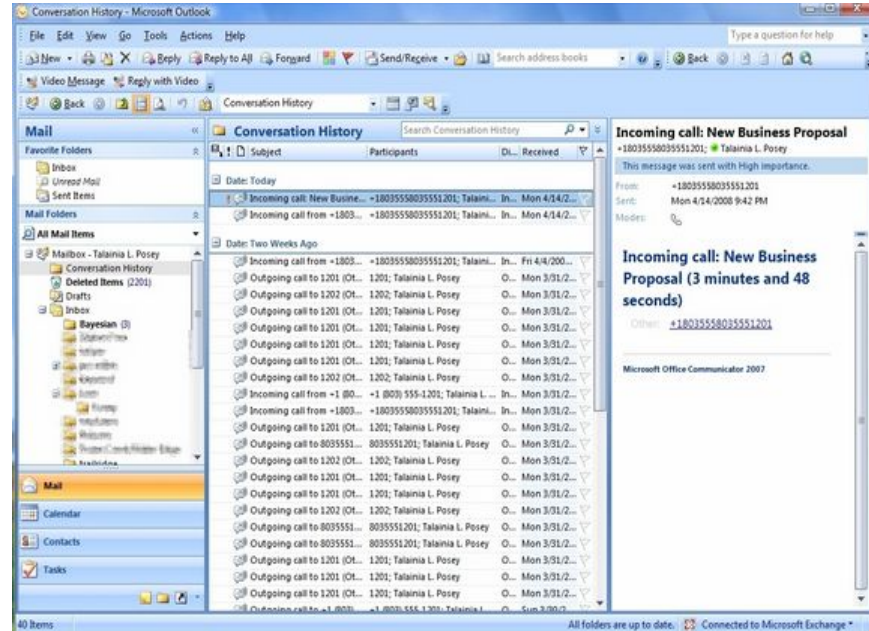 Conversation History - Microsoft Outlook
File Edit View Go Tools Actions Help
Type a question for help
New Reply Reply to All Forward Send/Receive Search address books Back
Video Message Reply with Video
Back Conversation History
Mail
Favorite Folders
Inbox
Unread Mail
Sent Items
Mail Folders
All Mail Items
Mailbox - Talainia L. Posey
Conversation History
Deleted Items (2201)
Drafts
Inbox
Bayesian (3)
Mail
Calendar
Contacts
Tasks
40 Items
Conversation History Search Conversation History
Subject Participants Di... Received
Date: Today
Incoming call: New Busine... +18035558035551201; Talaini... In... Mon 4/14/2...
Incoming call from +1803... +18035558035551201; Talaini... In... Mon 4/14/2...
Date: Two Weeks Ago
Incoming call from +1803... +18035558035551201; Talaini... In... Fri 4/4/200...
Outgoing call to 1201 (Ot... 1201; Talainia L. Posey O... Mon 3/31/2...
Outgoing call to 1202 (Ot... 1202; Talainia L. Posey O... Mon 3/31/2...
Outgoing call to 1201 (Ot... 1201; Talainia L. Posey O... Mon 3/31/2...
Outgoing call to 1201 (Ot... 1201; Talainia L. Posey O... Mon 3/31/2...
Outgoing call to 1201 (Ot... 1201; Talainia L. Posey O... Mon 3/31/2...
Outgoing call to 1202 (Ot... 1202; Talainia L. Posey O... Mon 3/31/2...
Outgoing call to 1202 (Ot... 1202; Talainia L. Posey O... Mon 3/31/2...
Incoming call from +1 (80... +1 (803) 555-1201; Talainia L. ... In... Mon 3/31/2...
Incoming call from +1803... +18035558035551201; Talaini... In... Mon 3/31/2...
Outgoing call to 1201 (Ot... 1201; Talainia L. Posey O... Mon 3/31/2...
Outgoing call to 8035551... 8035551201; Talainia L. Posey O... Mon 3/31/2...
Outgoing call to 1202 (Ot... 1202; Talainia L. Posey O... Mon 3/31/2...
Outgoing call to 1201 (Ot... 1201; Talainia L. Posey O... Mon 3/31/2...
Outgoing call to 1202 (Ot... 1202; Talainia L. Posey O... Mon 3/31/2...
Outgoing call to 8035551... 8035551201; Talainia L. Posey O... Mon 3/31/2...
Outgoing call to 8035551... 8035551201; Talainia L. Posey O... Mon 3/31/2...
Outgoing call to 1201 (Ot... 1201; Talainia L. Posey O... Mon 3/31/2...
Outgoing call to 1201 (Ot... 1201; Talainia L. Posey O... Mon 3/31/2...
Outgoing call to 1201 (Ot... 1201; Talainia L. Posey O... Mon 3/31/2...
Incoming call: New Business Proposal
+18035558035551201; Talainia L. Posey
This message was sent with High importance.
From: +18035558035551201
Sent: Mon 4/14/2008 9:42 PM
Modes:
Incoming call: New Business
Proposal (3 minutes and 48
seconds)
Other: +18035558035551201
Microsoft Office Communicator 2007
All folders are up to date. Connected to Microsoft Exchange